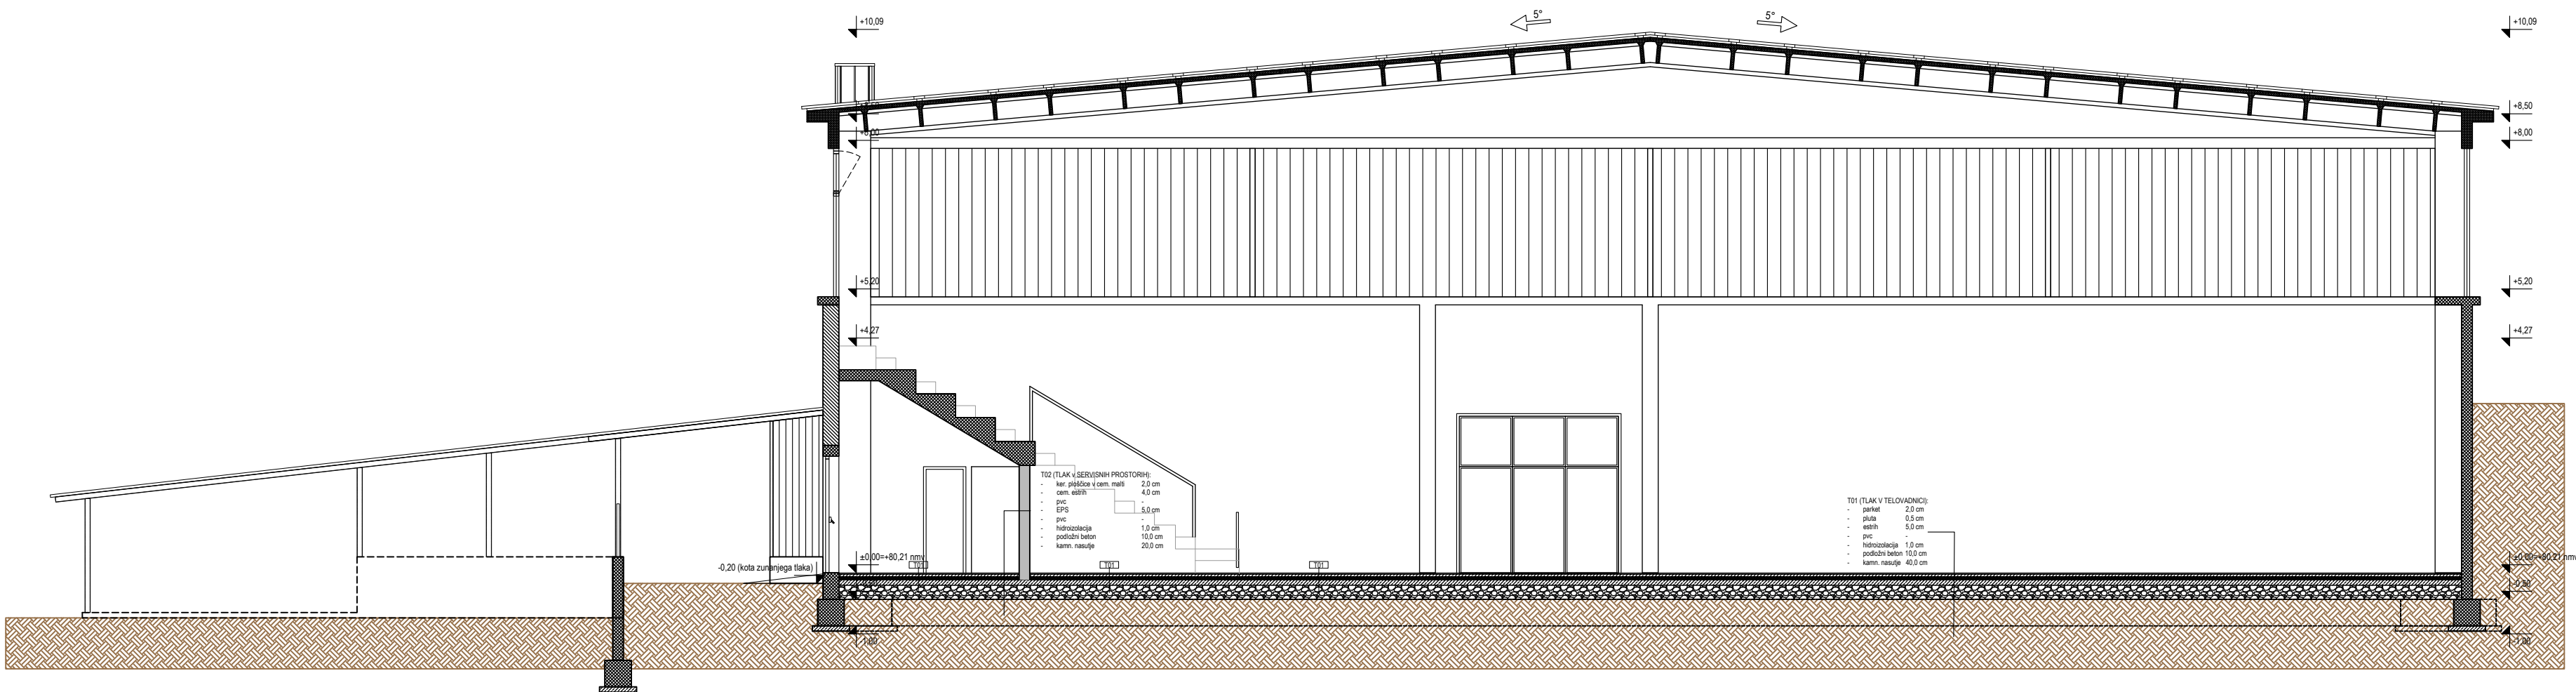 +10,09
5°
5°
+10,09
+8,50
+8,00
+8,50
+8,00
+5,20
+5,20
+4,27
+4,27
T02 (TLAK v SERVISNIH PROSTORIH):
- ker. ploščice v cem. malti 2,0 cm
- cem. estrih 4,0 cm
- pvc -
- EPS 5,0 cm
- pvc -
- hidroizolacija 1,0 cm
- podložni beton 10,0 cm
- kamn. nasutje 20,0 cm
T01 (TLAK V TELOVADNICI):
- parket 2,0 cm
- pluta 0,5 cm
- estrih 5,0 cm
- pvc -
- hidroizolacija 1,0 cm
- podložni beton 10,0 cm
- kamn. nasutje 40,0 cm
±0,00=+80,21 nmv
±0,00=+80,21 nmv
-0,20 (kota zunanjega tlaka)
T01
T01
T01
-0,50
-1,00
-1,00